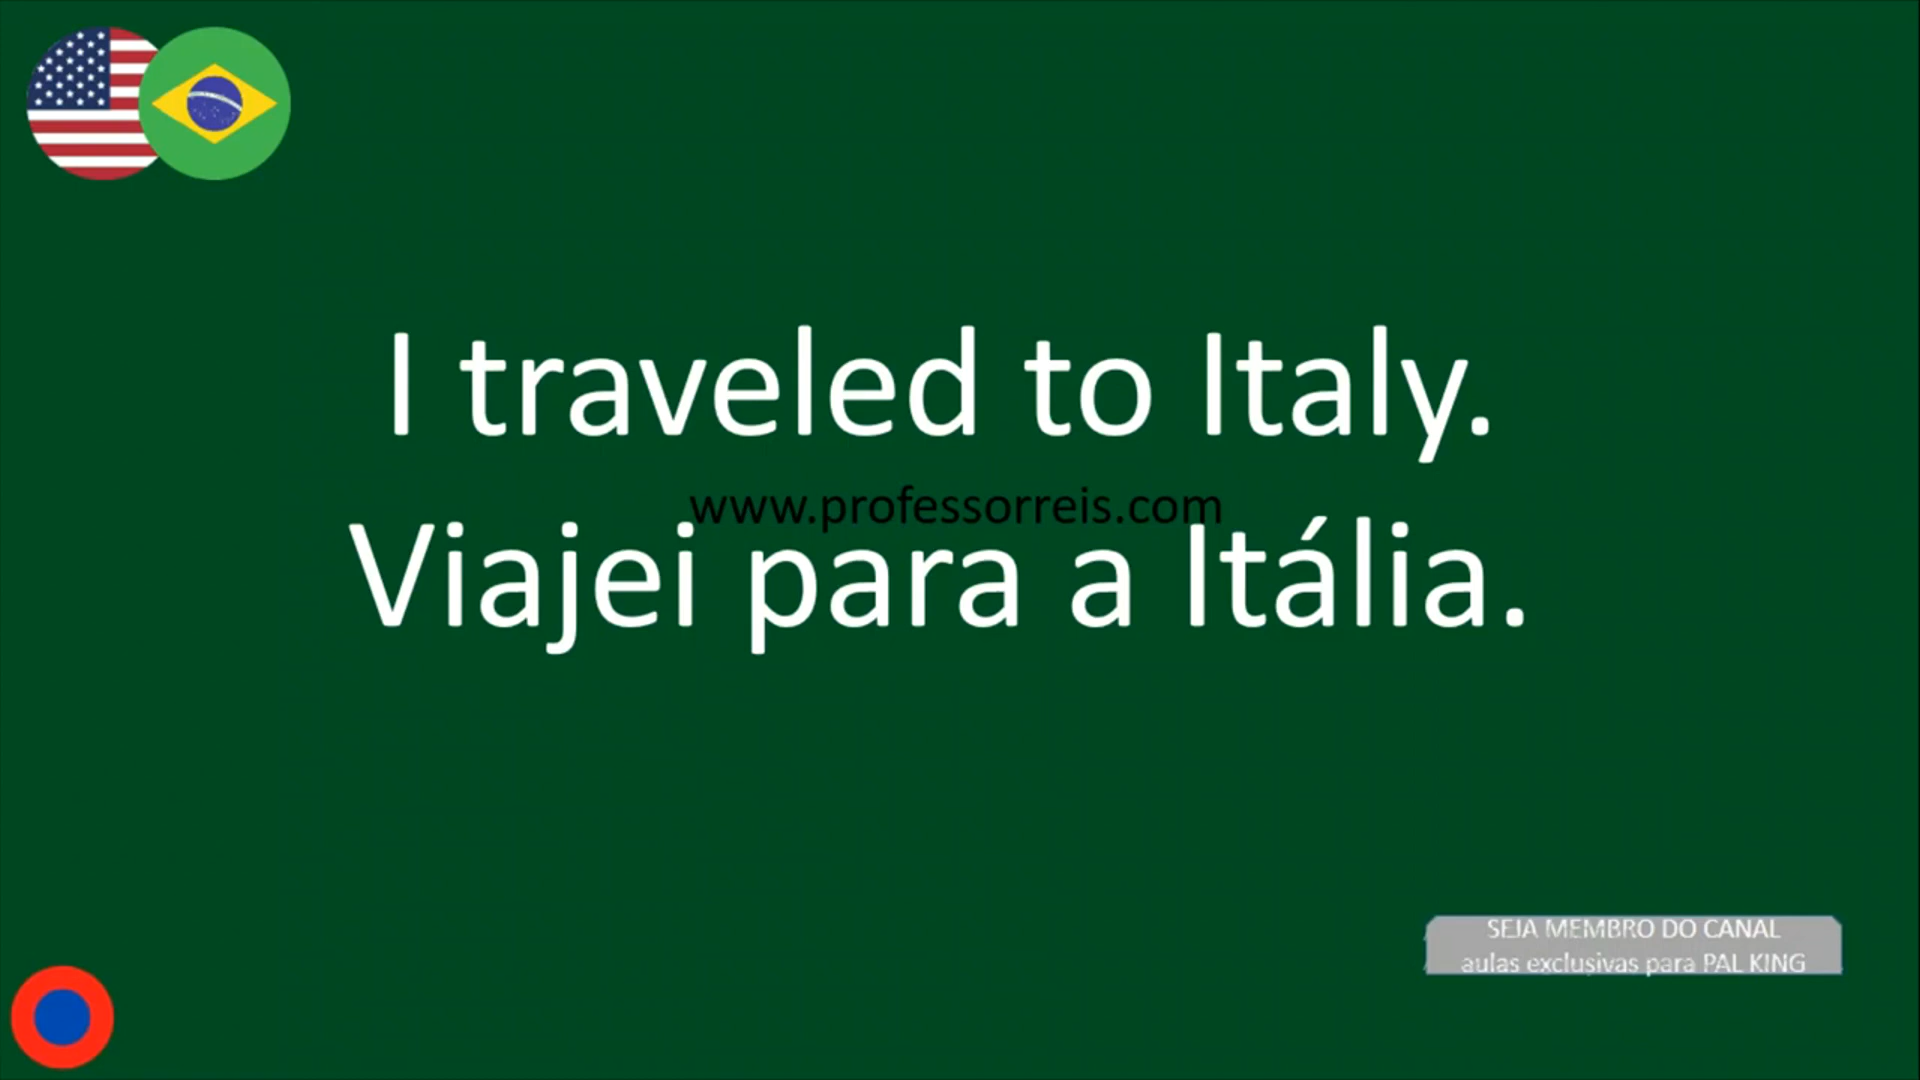 I traveled to Italy.
www.professorreis.com
Viajei para a Itália.
SEJA MEMBRO DO CANAL
aulas exclusivas para PAL KING